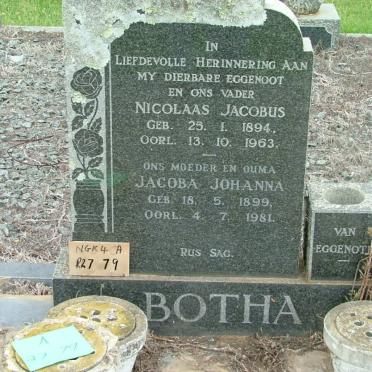 IN
LIEFDEVOLLE HERINNERING AAN
MY DIERBARE EGGENOOT
EN ONS VADER
NICOLAAS JACOBUS
GEB. 25. 1. 1894.
OORL. 13. 10. 1963.
ONS MOEDER EN OUMA
JACOBA JOHANNA
GEB. 18. 5. 1899.
OORL. 4. 7. 1981.
RUS SAG.
VAN
EGGENOTE
NGK4 A
R27 79
BOTHA
A
27 79